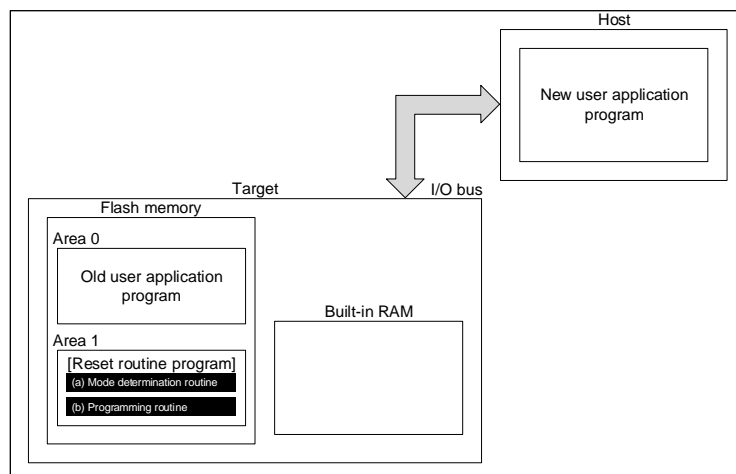 Host
New user application
program
Target
I/O bus
Flash memory
Area 0
Old user application
program
Built-in RAM
Area 1
[Reset routine program]
(a) Mode determination routine
(b) Programming routine